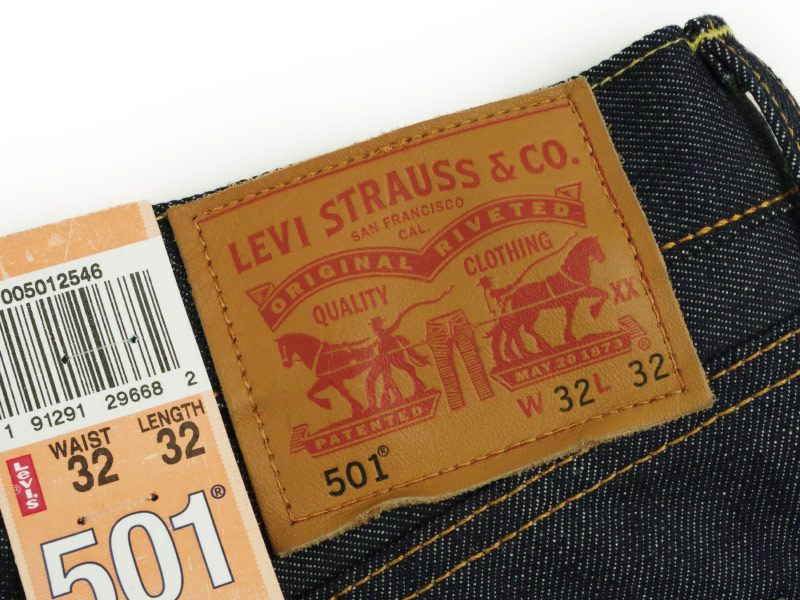 005012546
1 91291 29668 2
WAIST LENGTH
32 32
Levi's
501®
LEVI STRAUSS & CO.
SAN FRANCISCO
CAL.
ORIGINAL RIVETED
QUALITY CLOTHING
XX
PATENTED MAY 20 1873 ®
W 32 L 32
501®